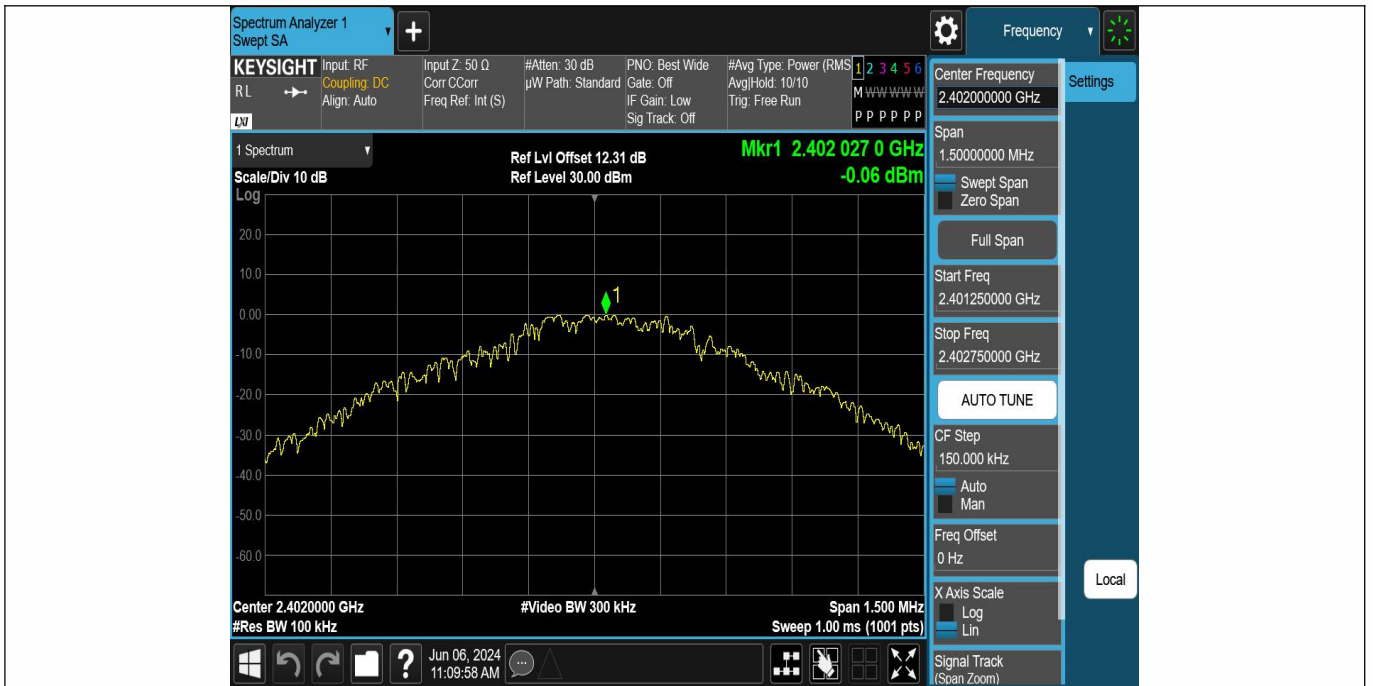 Spectrum Analyzer 1
Swept SA
+
Frequency
KEYSIGHT
RL
LXI
Input: RF
Coupling: DC
Align: Auto
Input Z: 50 Ω
Corr CCorr
Freq Ref: Int (S)
#Atten: 30 dB
µW Path: Standard
PNO: Best Wide
Gate: Off
IF Gain: Low
Sig Track: Off
#Avg Type: Power (RMS
Avg|Hold: 10/10
Trig: Free Run
1 2 3 4 5 6
M W W W W W
P P P P P P
Center Frequency
2.402000000 GHz
Settings
Span
1.50000000 MHz
Swept Span
Zero Span
Full Span
Start Freq
2.401250000 GHz
Stop Freq
2.402750000 GHz
AUTO TUNE
CF Step
150.000 kHz
Auto
Man
Freq Offset
0 Hz
X Axis Scale
Log
Lin
Signal Track
(Span Zoom)
Local
1 Spectrum
Scale/Div 10 dB
Log
Ref Lvl Offset 12.31 dB
Ref Level 30.00 dBm
Mkr1 2.402 027 0 GHz
-0.06 dBm
20.0
10.0
0.00
-10.0
-20.0
-30.0
-40.0
-50.0
-60.0
1
Center 2.4020000 GHz
#Res BW 100 kHz
#Video BW 300 kHz
Span 1.500 MHz
Sweep 1.00 ms (1001 pts)
?
Jun 06, 2024
11:09:58 AM